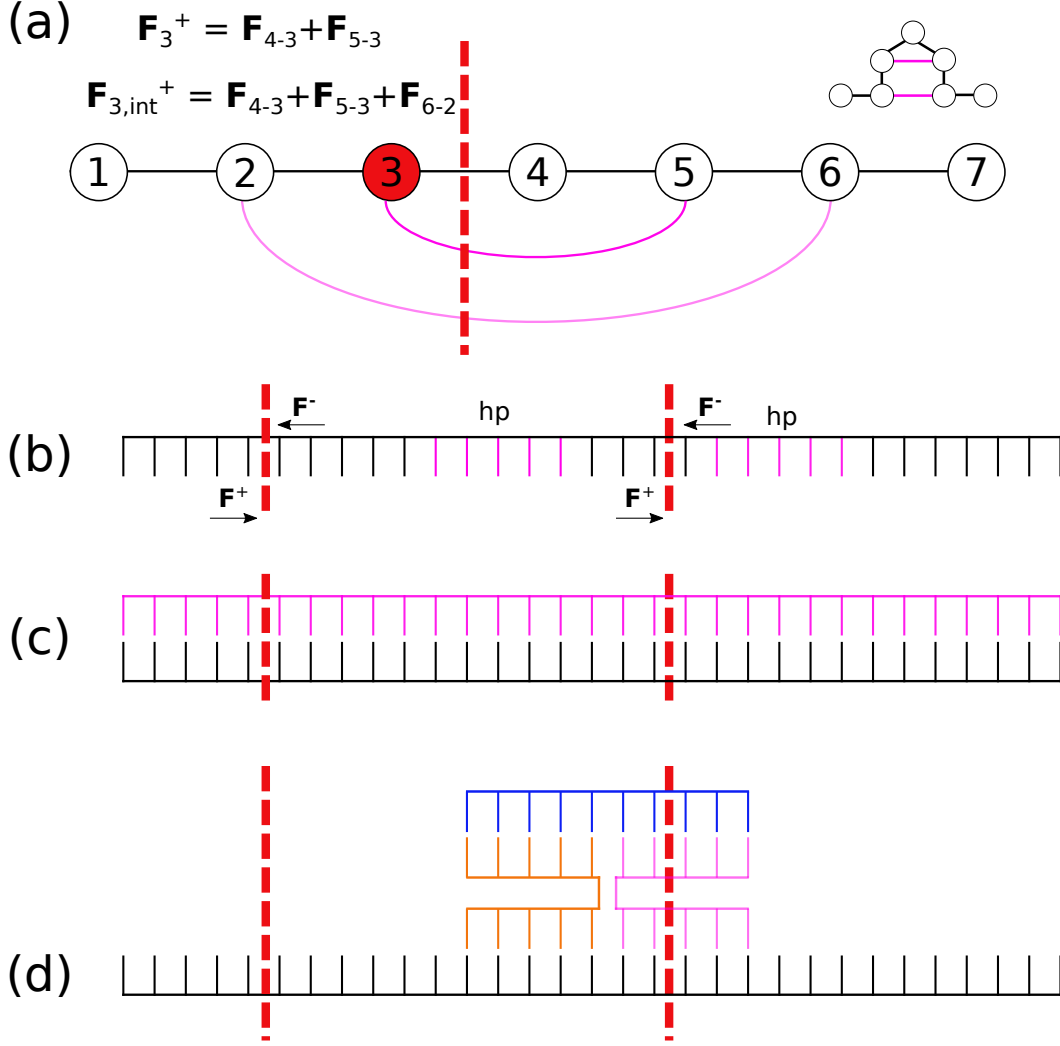 (a)
F₃⁺ = F₄₋₃+F₅₋₃
F₃,ᵢₙₜ⁺ = F₄₋₃+F₅₋₃+F₆₋₂
1 2 3 4 5 6 7
(b)
F⁻ hp F⁻ hp
F⁺ F⁺
(c)
(d)